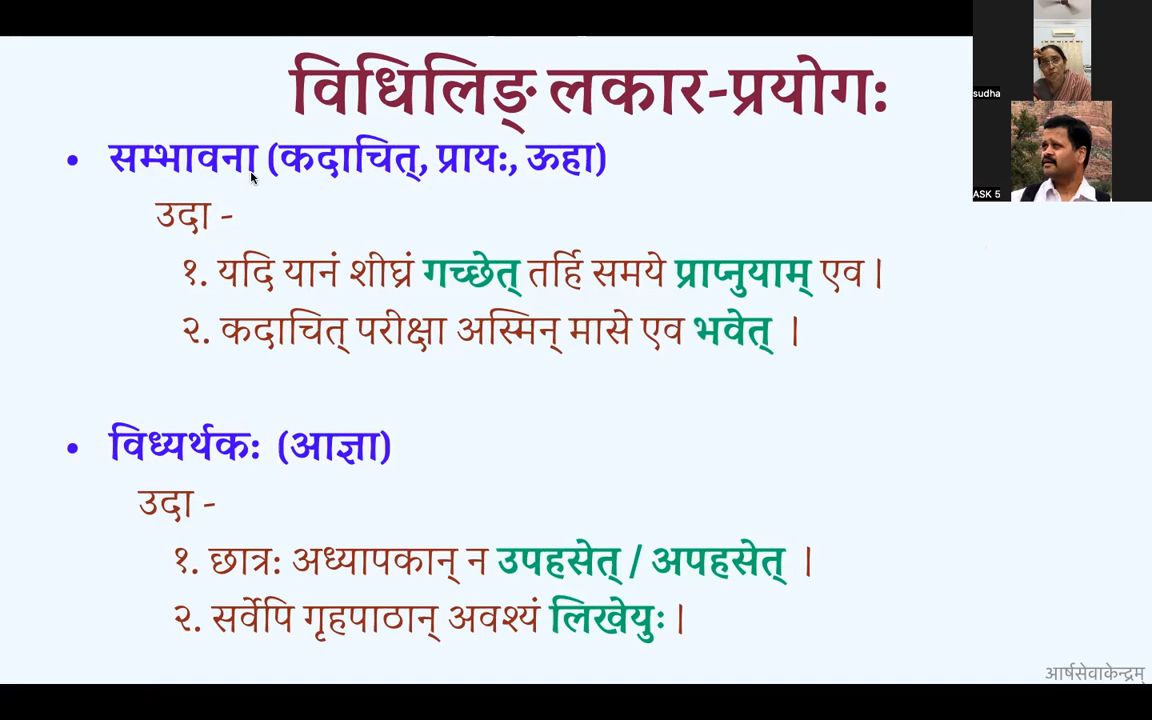 विधिलिङ् लकार-प्रयोगः
• सम्भावना (कदाचित्, प्रायः, ऊहा)
उदा -
१. यदि यानं शीघ्रं गच्छेत् तर्हि समये प्राप्नुयाम् एव।
२. कदाचित् परीक्षा अस्मिन् मासे एव भवेत् ।
• विध्यर्थकः (आज्ञा)
उदा -
१. छात्रः अध्यापकान् न उपहसेत् / अपहसेत् ।
२. सर्वेपि गृहपाठान् अवश्यं लिखेयुः।
आर्षसेवाकेन्द्रम्
sudha
ASK 5